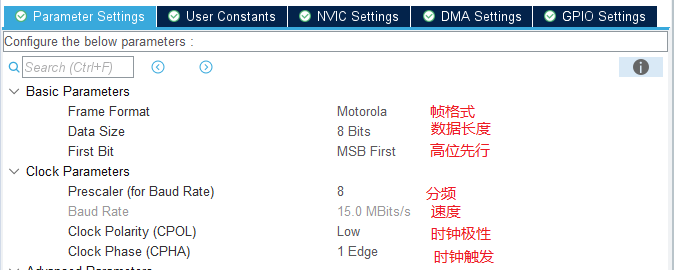 Parameter Settings User Constants NVIC Settings DMA Settings GPIO Settings
Configure the below parameters :
Search (Ctrl+F)
Basic Parameters
Frame Format Motorola 帧格式
Data Size 8 Bits 数据长度
First Bit MSB First 高位先行
Clock Parameters
Prescaler (for Baud Rate) 8 分频
Baud Rate 15.0 MBits/s 速度
Clock Polarity (CPOL) Low 时钟极性
Clock Phase (CPHA) 1 Edge 时钟触发
Advanced Parameters